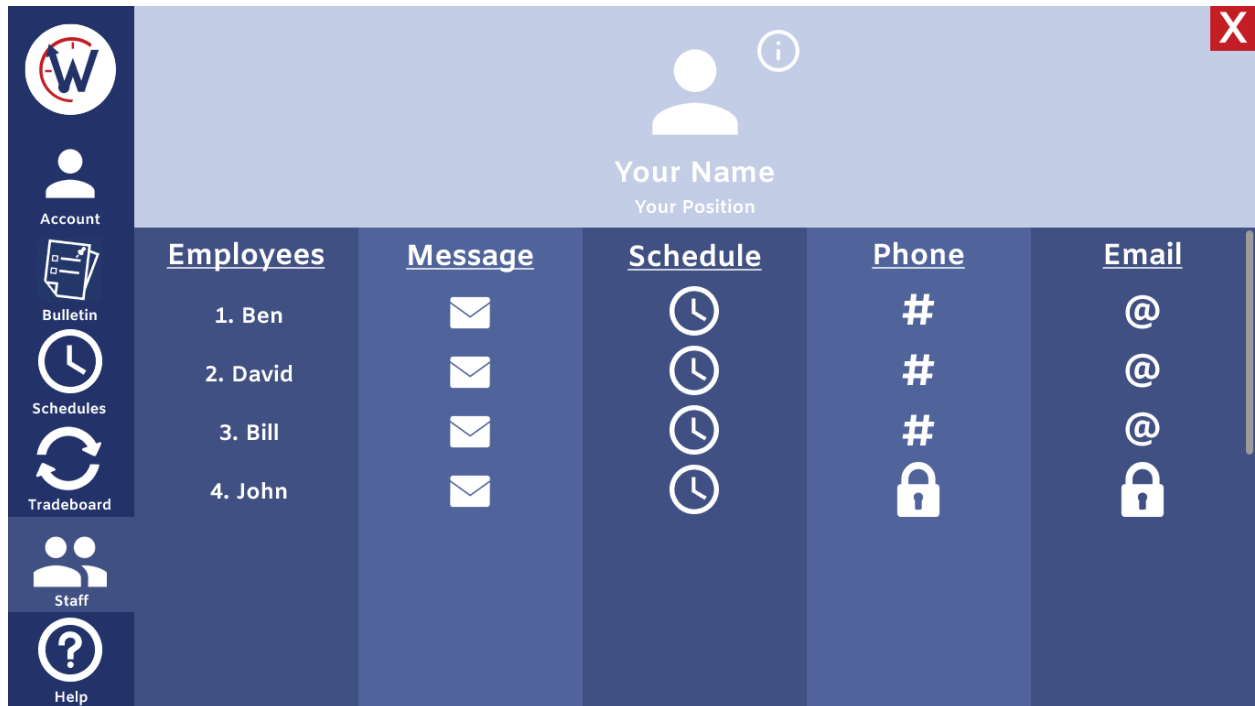 W
X
i
Your Name
Your Position
Account
Bulletin
Schedules
Tradeboard
Staff
?
Help
Employees Message Schedule Phone Email
1. Ben # @
2. David # @
3. Bill # @
4. John